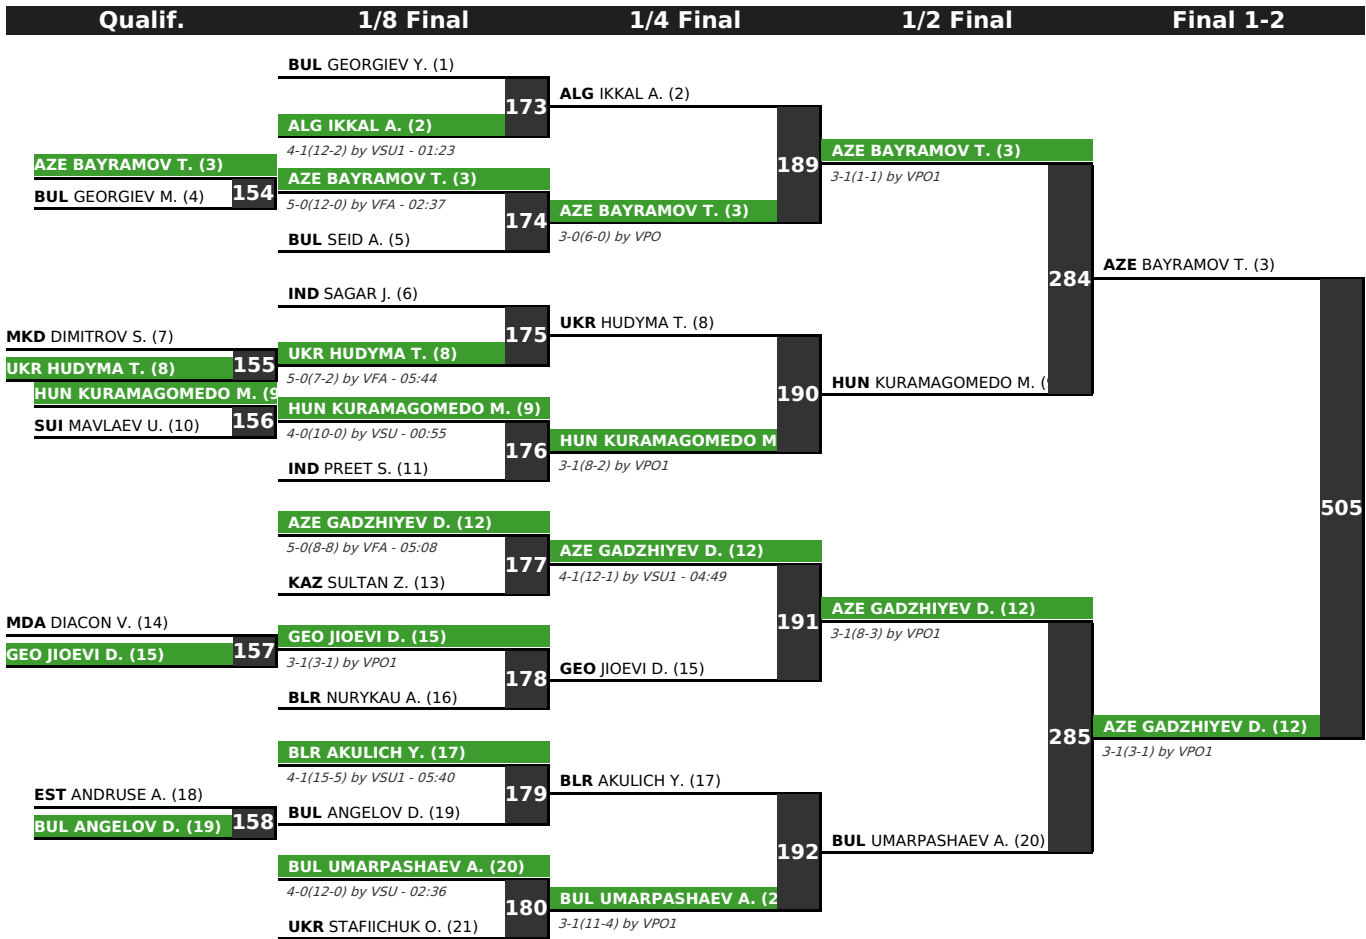 Qualif.
1/8 Final
1/4 Final
1/2 Final
Final 1-2
AZE BAYRAMOV T. (3)
BUL GEORGIEV M. (4)
154
MKD DIMITROV S. (7)
UKR HUDYMA T. (8)
155
HUN KURAMAGOMEDO M. (9
SUI MAVLAEV U. (10)
156
MDA DIACON V. (14)
GEO JIOEVI D. (15)
157
EST ANDRUSE A. (18)
BUL ANGELOV D. (19)
158
BUL GEORGIEV Y. (1)
173
ALG IKKAL A. (2)
4-1(12-2) by VSU1 - 01:23
AZE BAYRAMOV T. (3)
5-0(12-0) by VFA - 02:37
174
BUL SEID A. (5)
IND SAGAR J. (6)
175
UKR HUDYMA T. (8)
5-0(7-2) by VFA - 05:44
HUN KURAMAGOMEDO M. (9)
4-0(10-0) by VSU - 00:55
176
IND PREET S. (11)
AZE GADZHIYEV D. (12)
5-0(8-8) by VFA - 05:08
177
KAZ SULTAN Z. (13)
GEO JIOEVI D. (15)
3-1(3-1) by VPO1
178
BLR NURYKAU A. (16)
BLR AKULICH Y. (17)
4-1(15-5) by VSU1 - 05:40
179
BUL ANGELOV D. (19)
BUL UMARPASHAEV A. (20)
4-0(12-0) by VSU - 02:36
180
UKR STAFIICHUK O. (21)
ALG IKKAL A. (2)
189
AZE BAYRAMOV T. (3)
3-0(6-0) by VPO
UKR HUDYMA T. (8)
190
HUN KURAMAGOMEDO M
3-1(8-2) by VPO1
AZE GADZHIYEV D. (12)
4-1(12-1) by VSU1 - 04:49
191
GEO JIOEVI D. (15)
BLR AKULICH Y. (17)
192
BUL UMARPASHAEV A. (2
3-1(11-4) by VPO1
AZE BAYRAMOV T. (3)
3-1(1-1) by VPO1
284
HUN KURAMAGOMEDO M. (9
AZE GADZHIYEV D. (12)
3-1(8-3) by VPO1
285
BUL UMARPASHAEV A. (20)
AZE BAYRAMOV T. (3)
505
AZE GADZHIYEV D. (12)
3-1(3-1) by VPO1